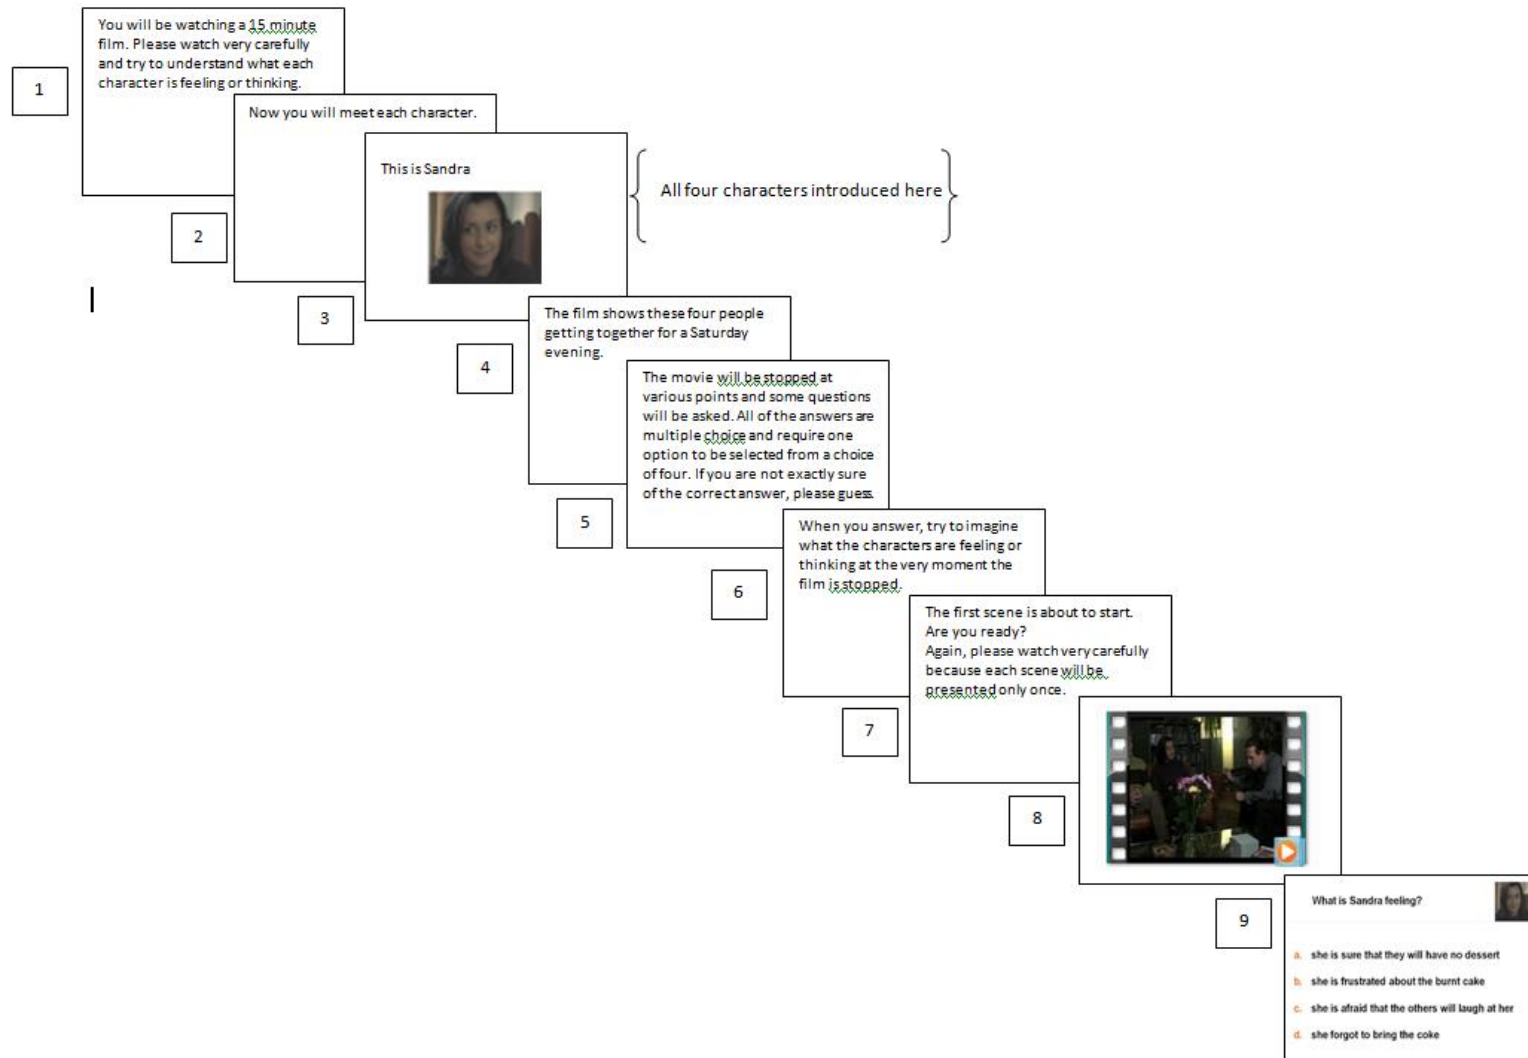 You will be watching a 15 minute
film. Please watch very carefully
and try to understand what each
character is feeling or thinking.
1
Now you will meet each character.
2
This is Sandra
All four characters introduced here
3
The film shows these four people
getting together for a Saturday
evening.
4
The movie will be stopped at
various points and some questions
will be asked. All of the answers are
multiple choice and require one
option to be selected from a choice
of four. If you are not exactly sure
of the correct answer, please guess.
5
When you answer, try to imagine
what the characters are feeling or
thinking at the very moment the
film is stopped.
6
The first scene is about to start.
Are you ready?
Again, please watch very carefully
because each scene will be
presented only once.
7
8
9
What is Sandra feeling?
a. she is sure that they will have no dessert
b. she is frustrated about the burnt cake
c. she is afraid that the others will laugh at her
d. she forgot to bring the coke